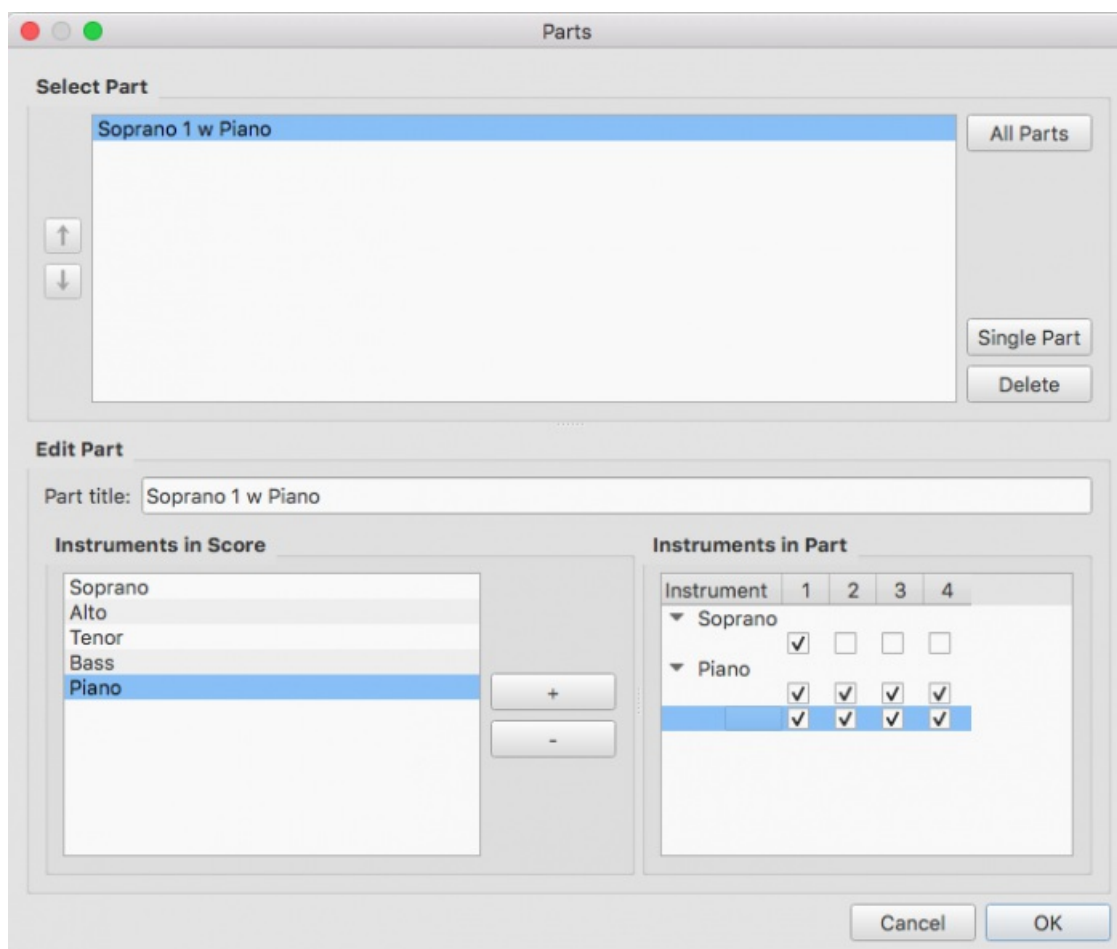 Parts
Select Part
Soprano 1 w Piano
All Parts
↑
↓
Single Part
Delete
Edit Part
Part title: Soprano 1 w Piano
Instruments in Score
Soprano
Alto
Tenor
Bass
Piano
+
-
Instruments in Part
Instrument 1 2 3 4
Soprano
Piano
Cancel OK